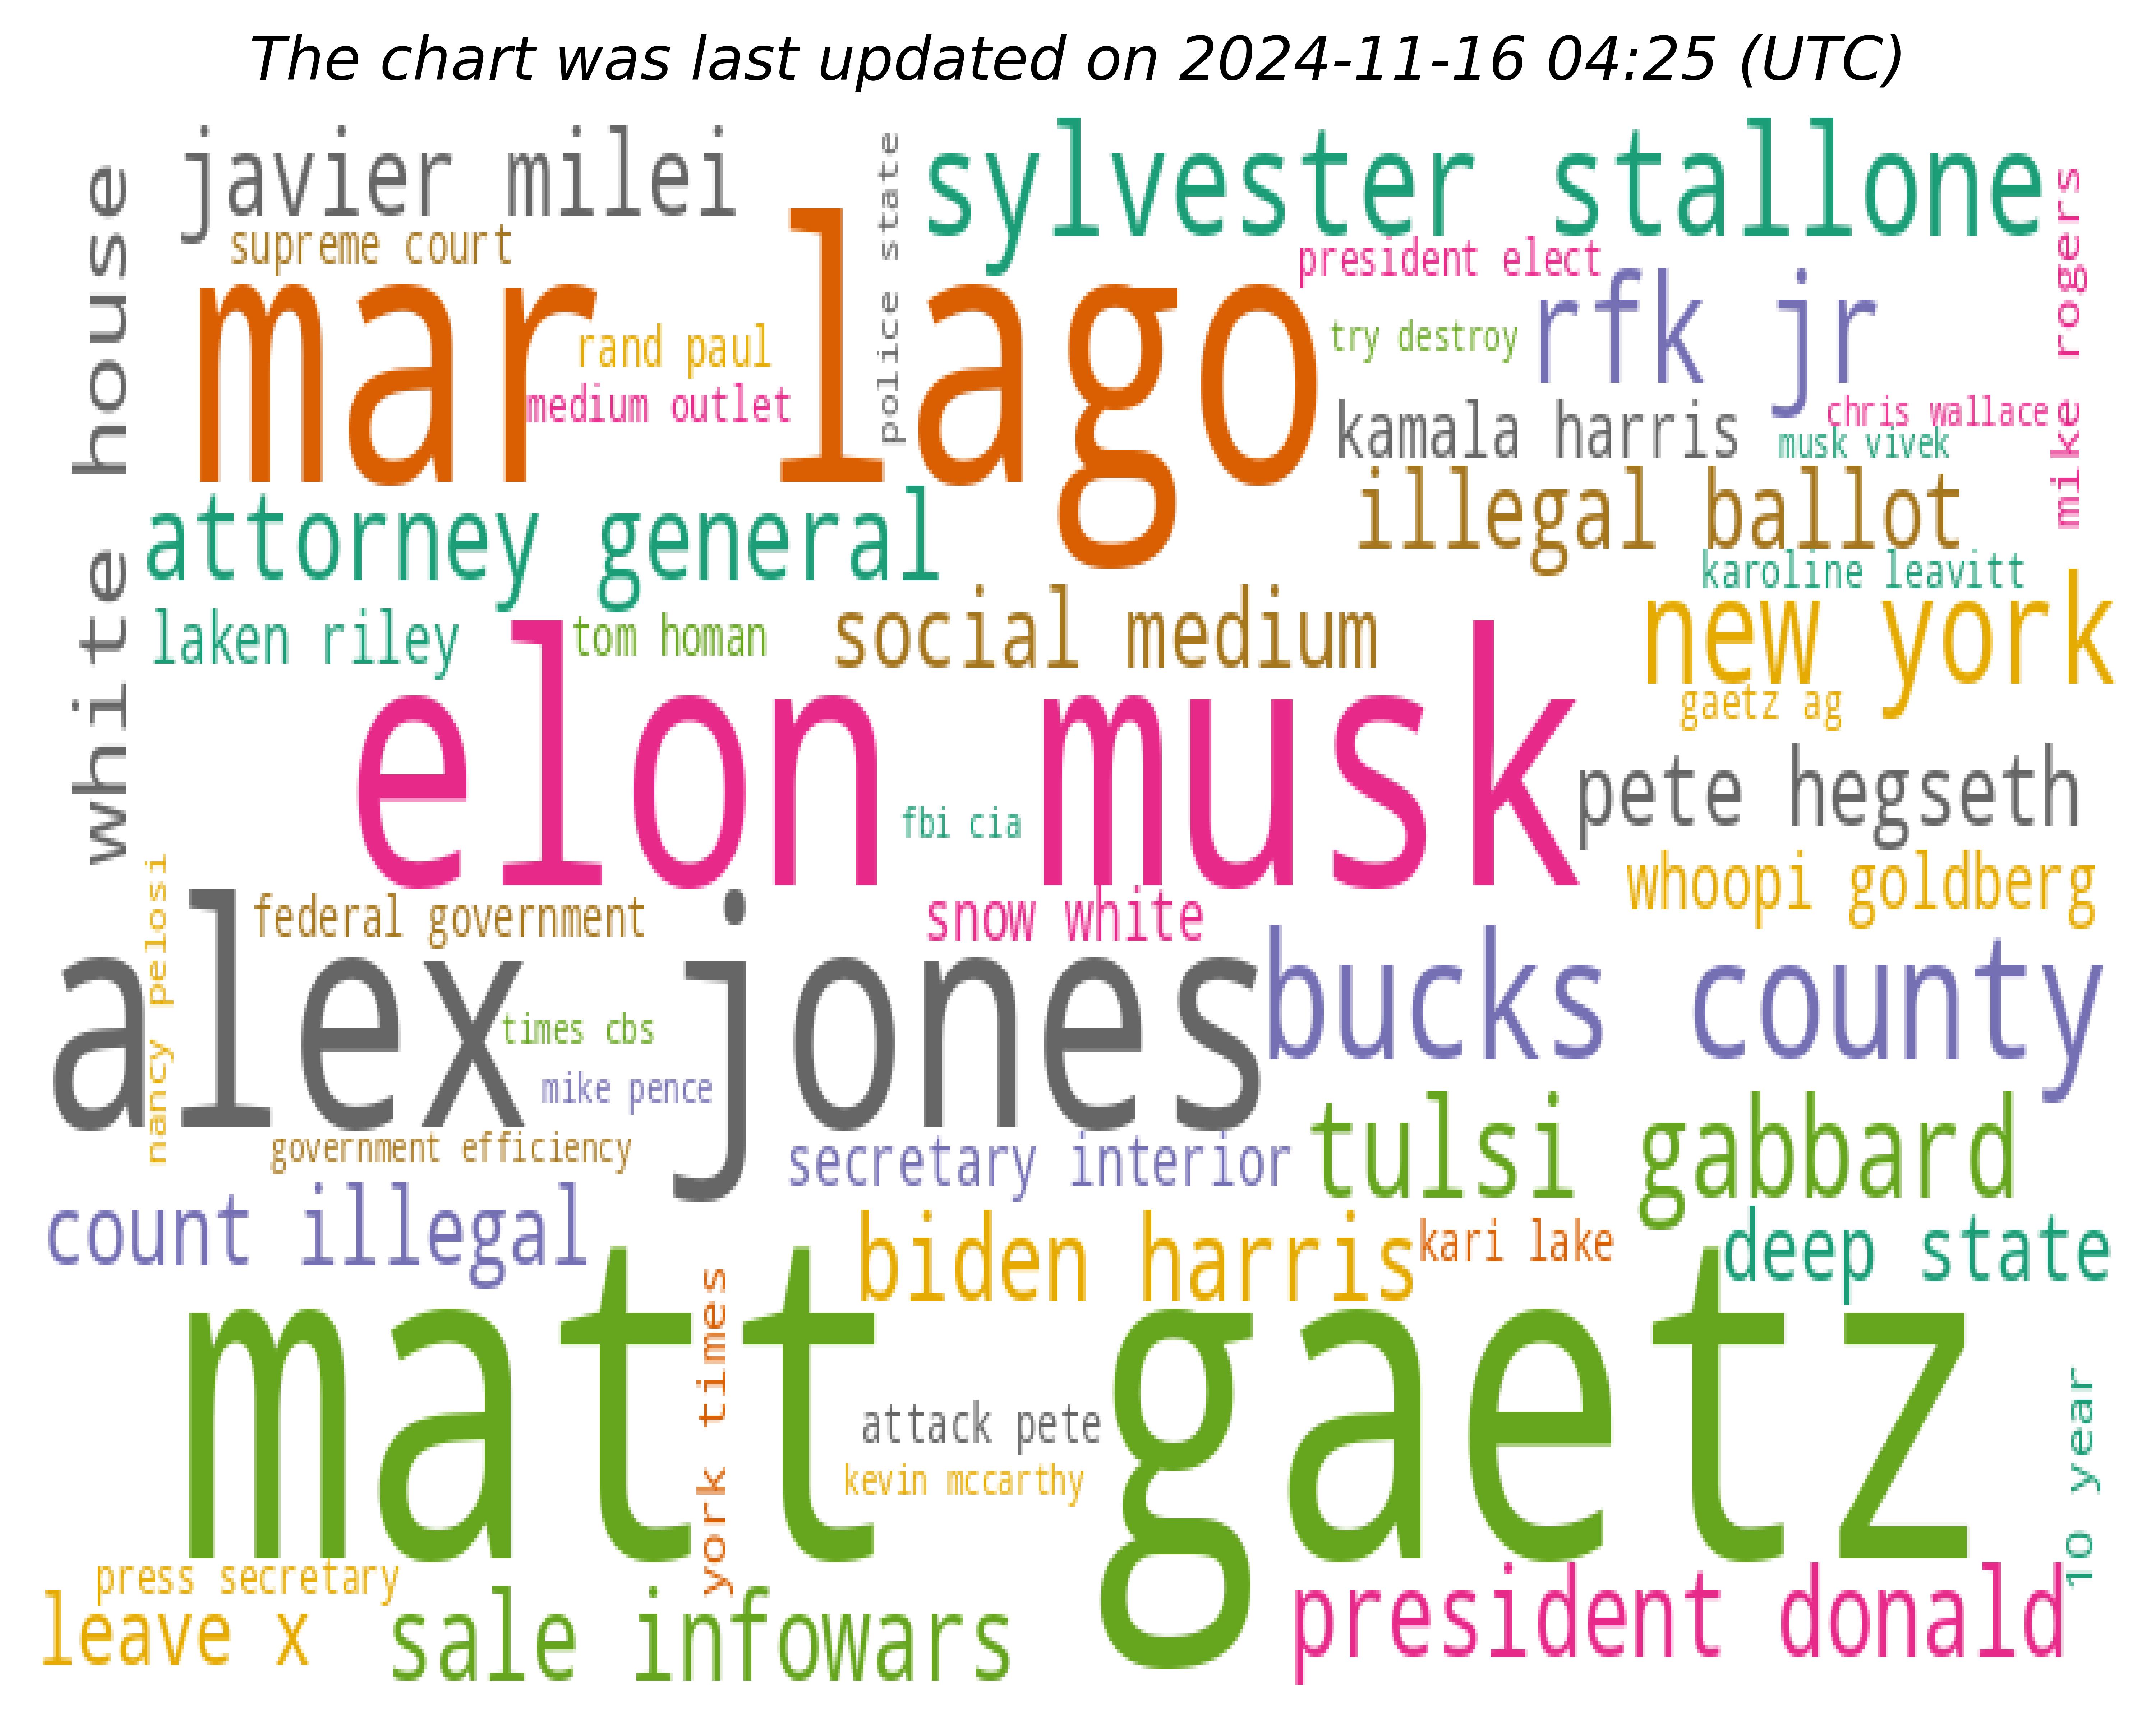 The chart was last updated on 2024-11-16 04:25 (UTC)
white house
javier milei
police state
sylvester stallone
mike rogers
supreme court
president elect
mar lago
rfk jr
rand paul
try destroy
medium outlet
kamala harris
chris wallace
musk vivek
illegal ballot
attorney general
karoline leavitt
laken riley
tom homan
social medium
new york
gaetz ag
elon musk
pete hegseth
fbi cia
whoopi goldberg
nancy pelosi
federal government
snow white
alex jones
bucks county
times cbs
mike pence
government efficiency
secretary interior
tulsi gabbard
count illegal
biden harris
kari lake
deep state
matt gaetz
york times
attack pete
kevin mccarthy
10 year
press secretary
leave x
sale infowars
president donald